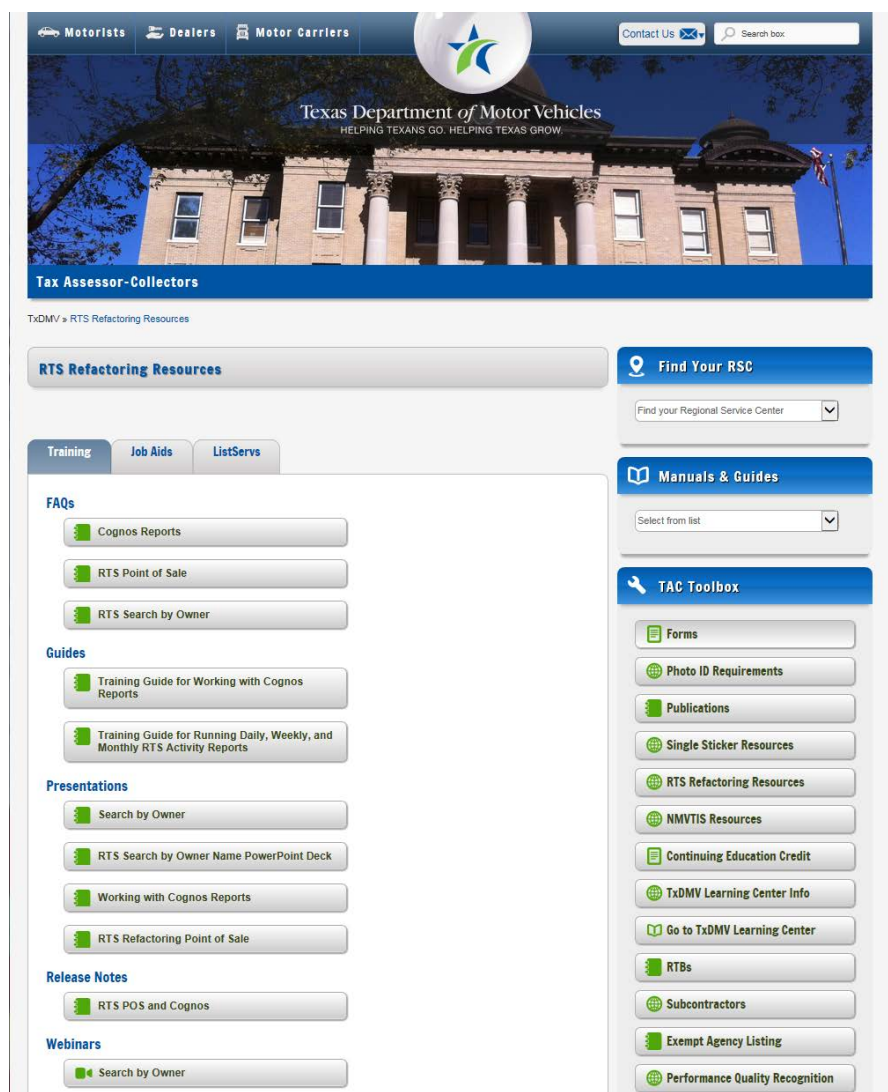 Motorists
Dealers
Motor Carriers
Contact Us
Search box
Texas Department of Motor Vehicles
HELPING TEXANS GO. HELPING TEXAS GROW.
Tax Assessor-Collectors
TxDMV » RTS Refactoring Resources
RTS Refactoring Resources
Training
Job Aids
ListServs
FAQs
Cognos Reports
RTS Point of Sale
RTS Search by Owner
Guides
Training Guide for Working with Cognos
Reports
Training Guide for Running Daily, Weekly, and
Monthly RTS Activity Reports
Presentations
Search by Owner
RTS Search by Owner Name PowerPoint Deck
Working with Cognos Reports
RTS Refactoring Point of Sale
Release Notes
RTS POS and Cognos
Webinars
Search by Owner
Find Your RSC
Find your Regional Service Center
Manuals & Guides
Select from list
TAC Toolbox
Forms
Photo ID Requirements
Publications
Single Sticker Resources
RTS Refactoring Resources
NMVTIS Resources
Continuing Education Credit
TxDMV Learning Center Info
Go to TxDMV Learning Center
RTBs
Subcontractors
Exempt Agency Listing
Performance Quality Recognition